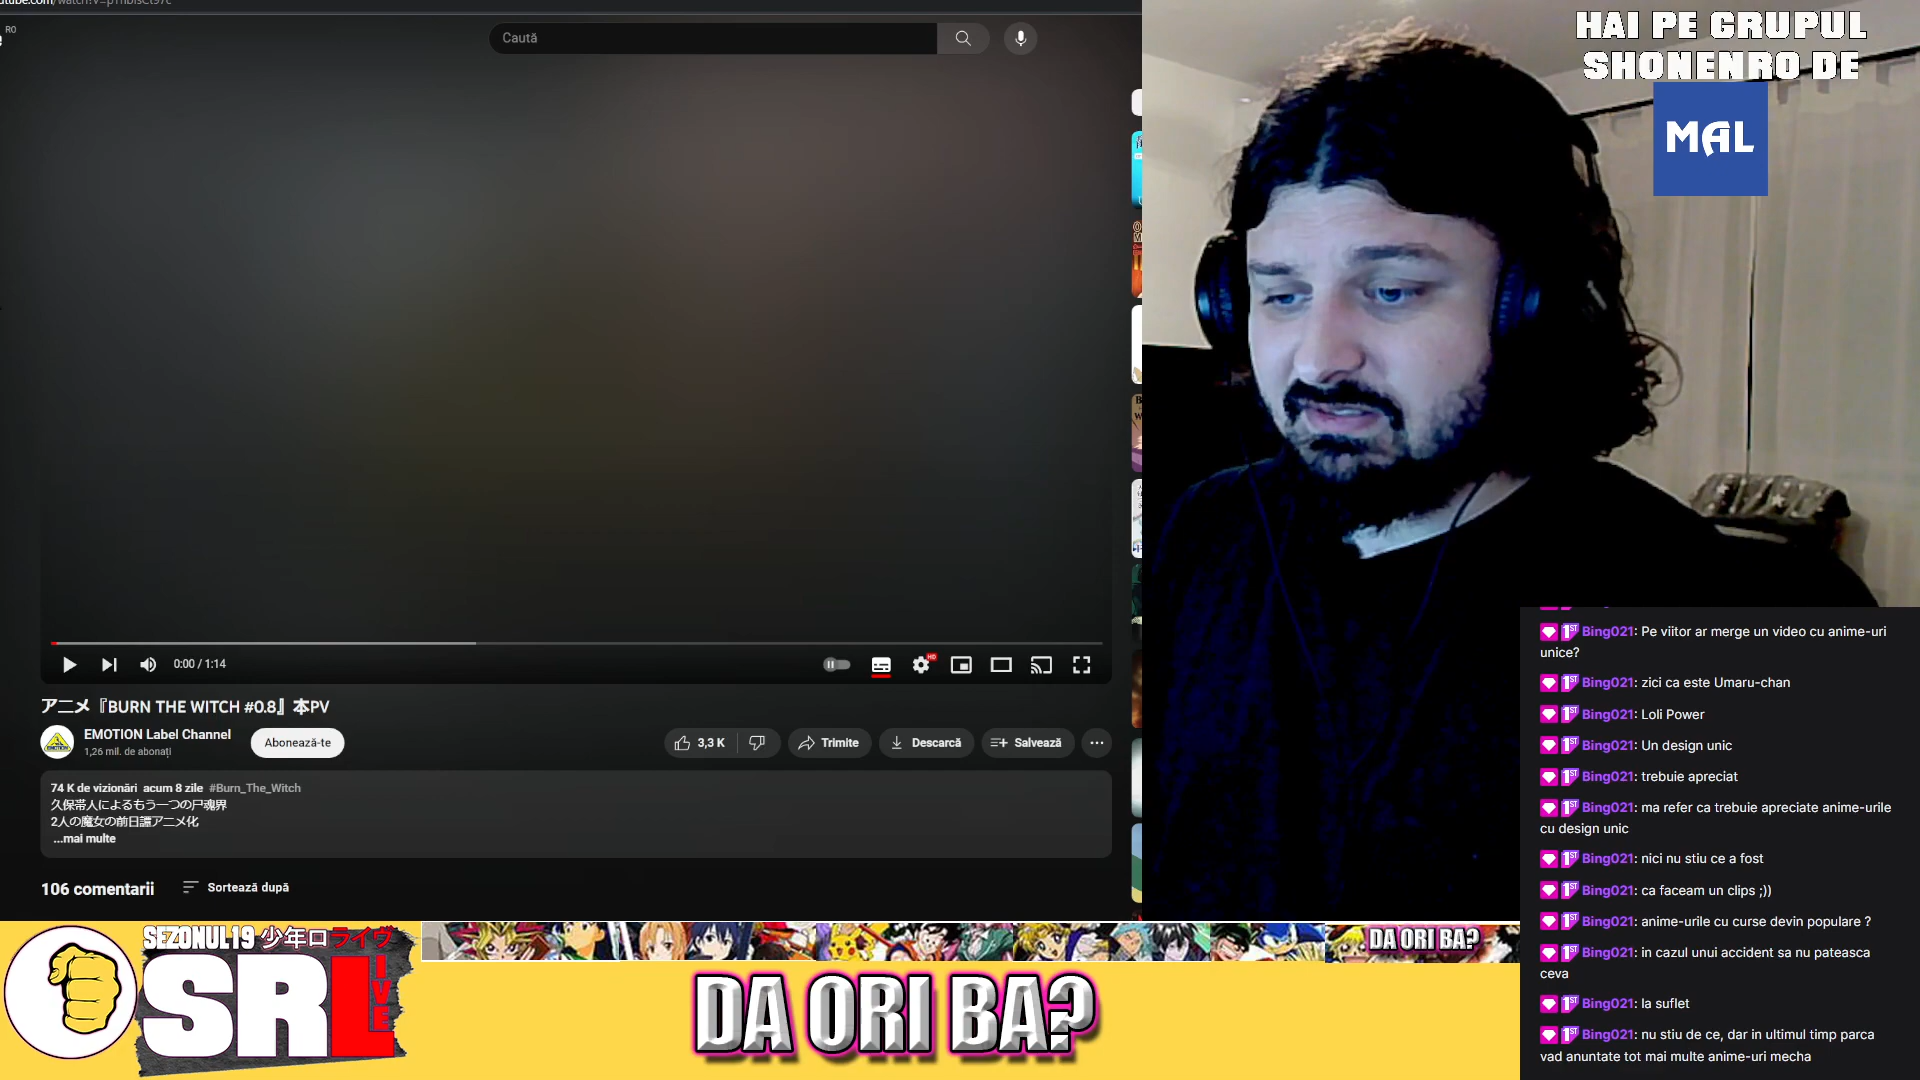 RO
Caută
HAI PE GRUPUL
SHONENRO DE
MAL
0:00 / 1:14
HD
アニメ『BURN THE WITCH #0.8』本PV
EMOTION Label Channel
1,26 mil. de abonați
Abonează-te
3,3 K
Trimite
Descarcă
Salvează
74 K de vizionări acum 8 zile #Burn_The_Witch
久保帯人によるもう一つの尸魂界
2人の魔女の前日譚アニメ化
...mai multe
106 comentarii
Sortează după
Bing021: Pe viitor ar merge un video cu anime-uri
unice?
Bing021: zici ca este Umaru-chan
Bing021: Loli Power
Bing021: Un design unic
Bing021: trebuie apreciat
Bing021: ma refer ca trebuie apreciate anime-urile
cu design unic
Bing021: nici nu stiu ce a fost
Bing021: ca faceam un clips ;))
Bing021: anime-urile cu curse devin populare ?
Bing021: in cazul unui accident sa nu pateasca
ceva
Bing021: la suflet
Bing021: nu stiu de ce, dar in ultimul timp parca
vad anuntate tot mai multe anime-uri mecha
SEZONUL19 少年ロライヴ
SRL
IVE
DA ORI BA?
DA ORI BA?